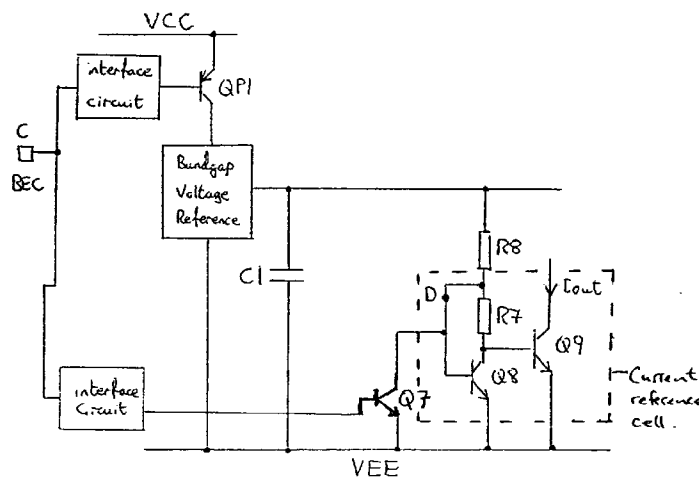 VCC
interface
circuit
QP1
C
BEC
Bandgap
Voltage
Reference
C1
R8
D
Iout
R7
Q9
Q8
Q7
Current
reference
cell.
interface
Circuit
VEE